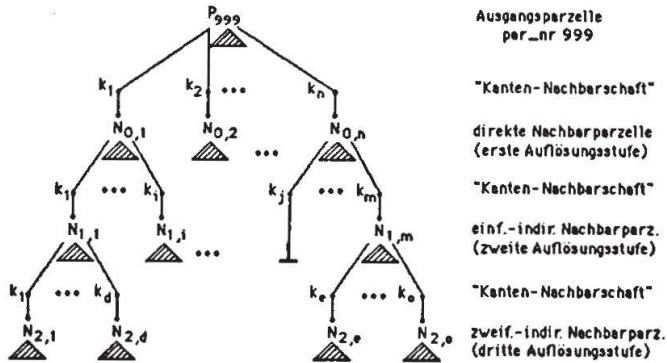 P999 Ausgangsparzelle
par_nr 999
k1 k2 ••• kn "Kanten-Nachbarschaft"
N0,1 N0,2 ••• N0,n direkte Nachbarparzelle
(erste Auflösungsstufe)
k1 ••• ki kj ••• km "Kanten-Nachbarschaft"
N1,1 N1,i ••• N1,m einf.-indir. Nachbarparz.
(zweite Auflösungsstufe)
k1 ••• kd ke ••• ko "Kanten-Nachbarschaft"
N2,1 N2,d N2,e N2,o zweif.-indir. Nachbarparz.
(dritte Auflösungsstufe)